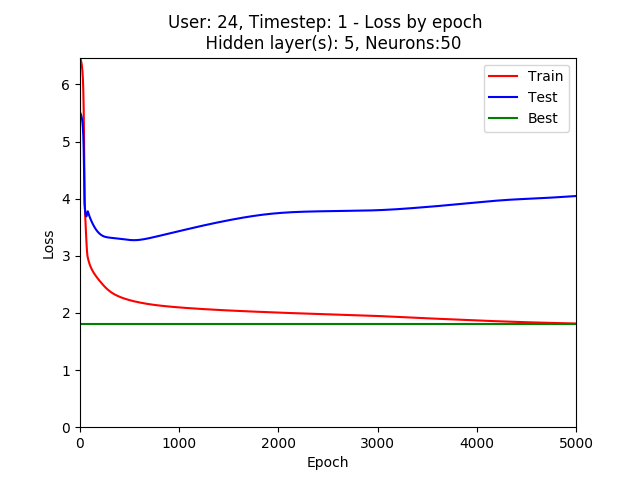 User: 24, Timestep: 1 - Loss by epoch
Hidden layer(s): 5, Neurons:50
Train
Test
Best
6
5
4
3
2
1
0
Loss
0 1000 2000 3000 4000 5000
Epoch